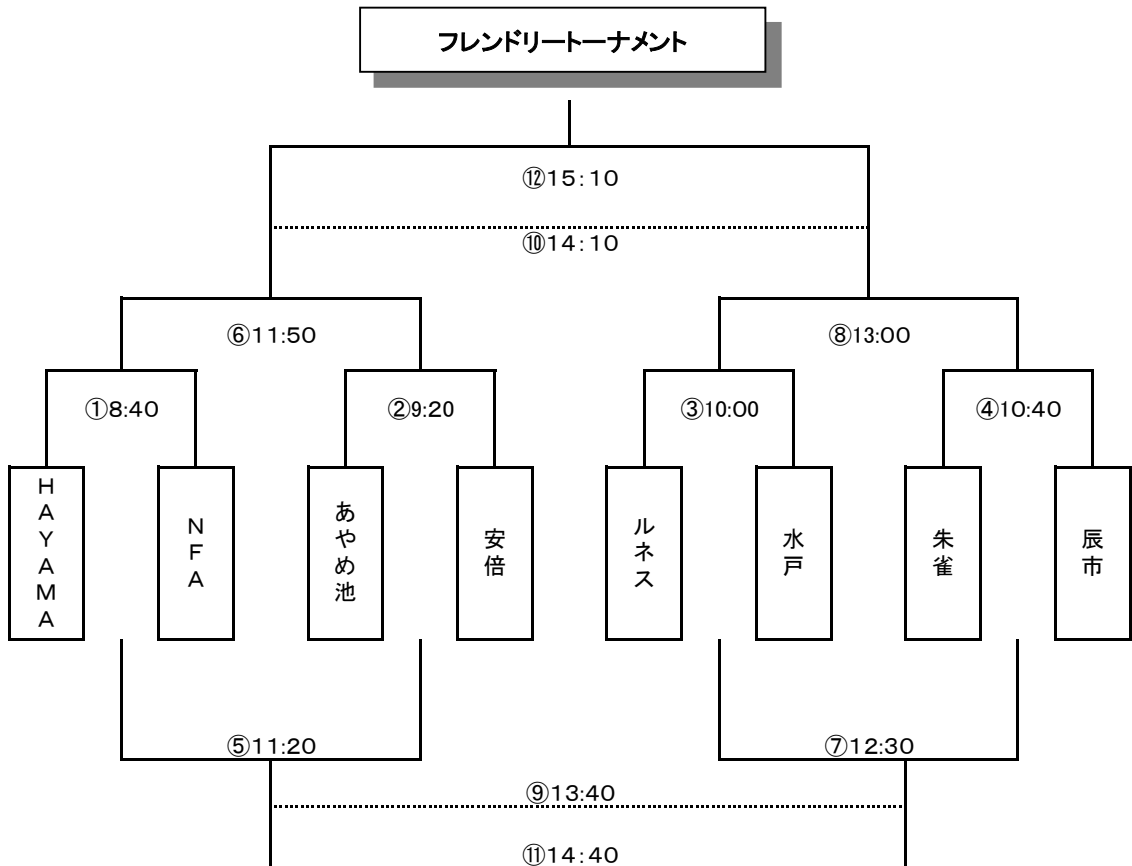 フレンドリートーナメント
⑫15:10
⑩14:10
⑥11:50
⑧13:00
①8:40
②9:20
③10:00
④10:40
HAYAMA
NFA
あやめ池
安倍
ルネス
水戸
朱雀
辰市
⑤11:20
⑦12:30
⑨13:40
⑪14:40